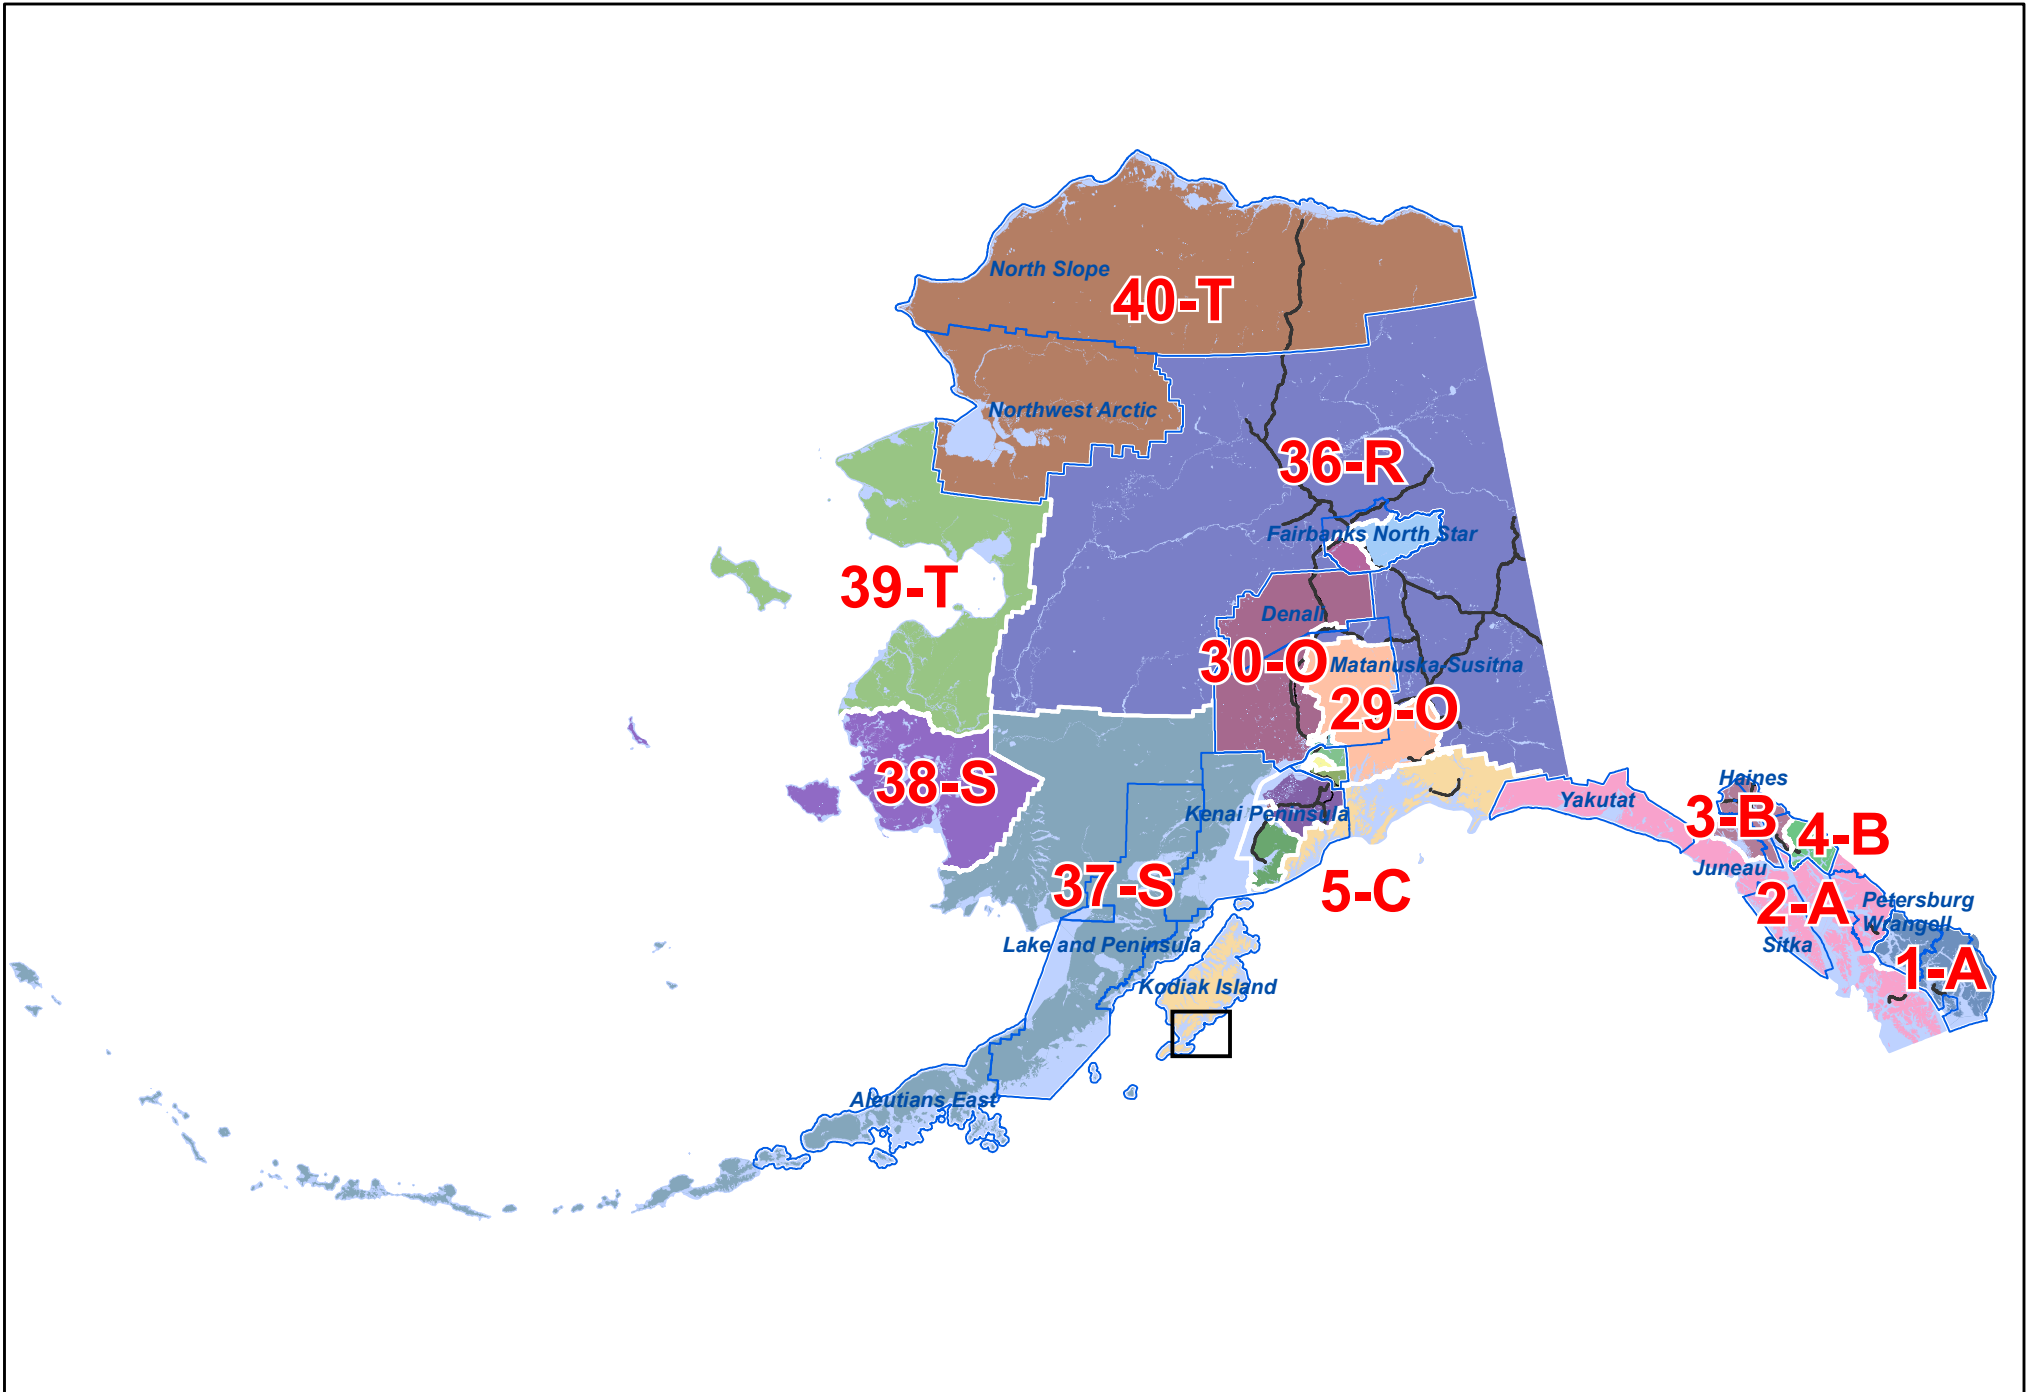 North Slope
40-T
Northwest Arctic
36-R
Fairbanks North Star
39-T
Denali
30-O
Matanuska-Susitna
29-O
38-S
Haines
Yakutat
3-B
4-B
Kenai Peninsula
Juneau
37-S
5-C
2-A
Petersburg
Wrangell
Lake and Peninsula
Sitka
1-A
Kodiak Island
Aleutians East